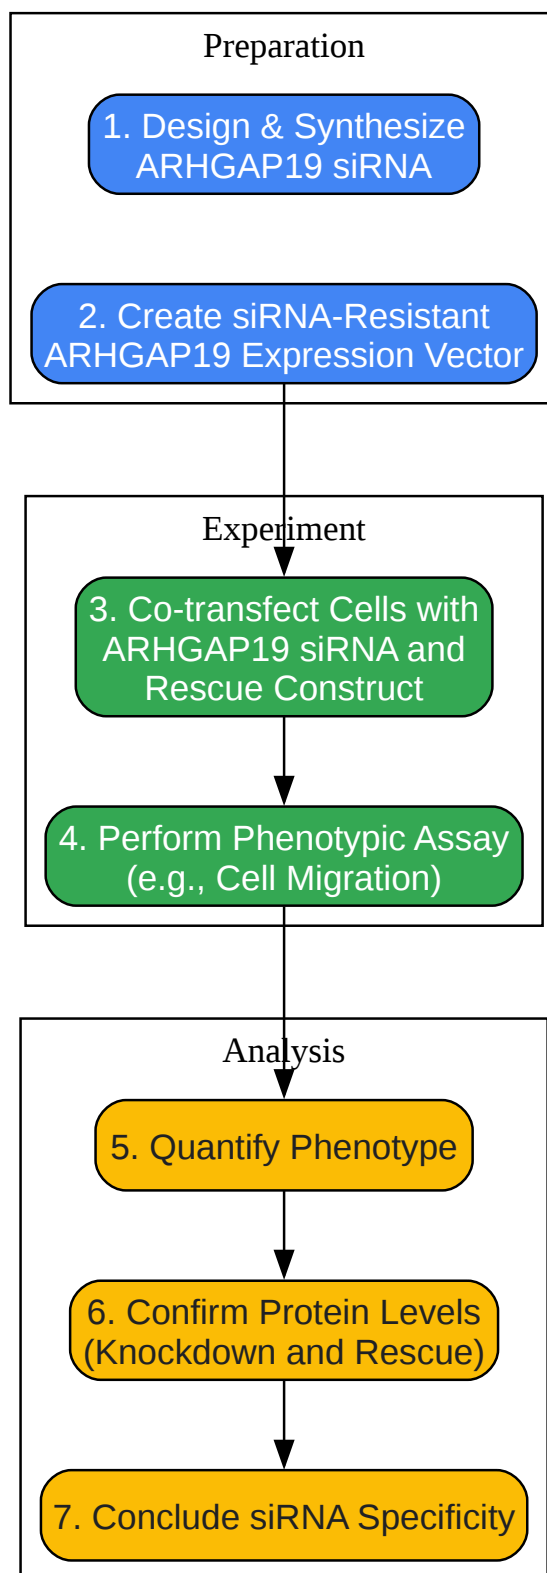 Preparation
1. Design & Synthesize
ARHGAP19 siRNA
2. Create siRNA-Resistant
ARHGAP19 Expression Vector
Experiment
3. Co-transfect Cells with
ARHGAP19 siRNA and
Rescue Construct
4. Perform Phenotypic Assay
(e.g., Cell Migration)
Analysis
5. Quantify Phenotype
6. Confirm Protein Levels
(Knockdown and Rescue)
7. Conclude siRNA Specificity